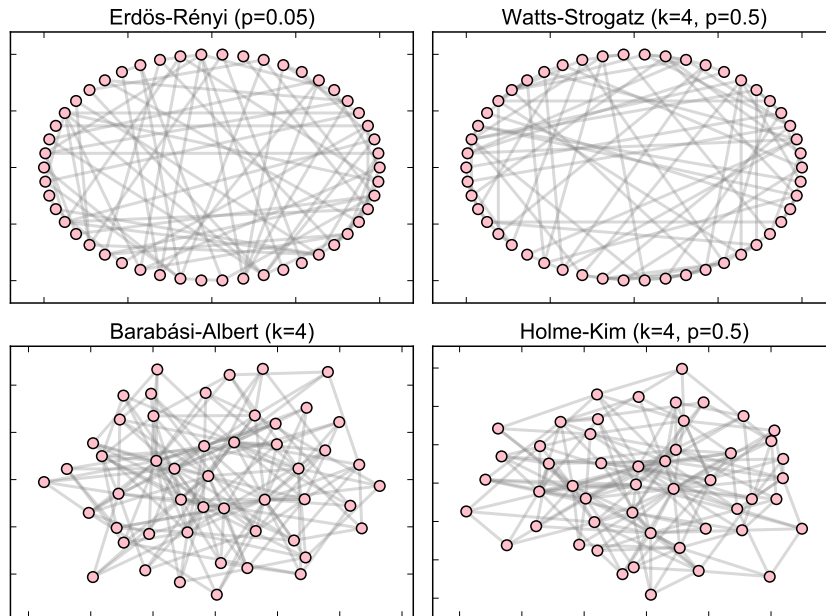 Erdös-Rényi (p=0.05)
Watts-Strogatz (k=4, p=0.5)
Barabási-Albert (k=4)
Holme-Kim (k=4, p=0.5)